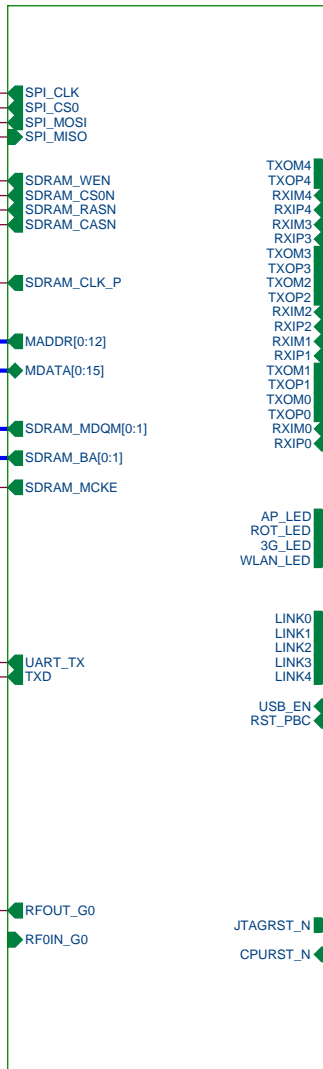 SPI_CLK
SPI_CS0
SPI_MOSI
SPI_MISO
SDRAM_WEN
SDRAM_CS0N
SDRAM_RASN
SDRAM_CASN
SDRAM_CLK_P
MADDR[0:12]
MDATA[0:15]
SDRAM_MDQM[0:1]
SDRAM_BA[0:1]
SDRAM_MCKE
UART_TX
TXD
RFOUT_G0
RF0IN_G0
TXOM4
TXOP4
RXIM4
RXIP4
RXIM3
RXIP3
TXOM3
TXOP3
TXOM2
TXOP2
RXIM2
RXIP2
RXIM1
RXIP1
TXOM1
TXOP1
TXOM0
TXOP0
RXIM0
RXIP0
AP_LED
ROT_LED
3G_LED
WLAN_LED
LINK0
LINK1
LINK2
LINK3
LINK4
USB_EN
RST_PBC
JTAGRST_N
CPURST_N